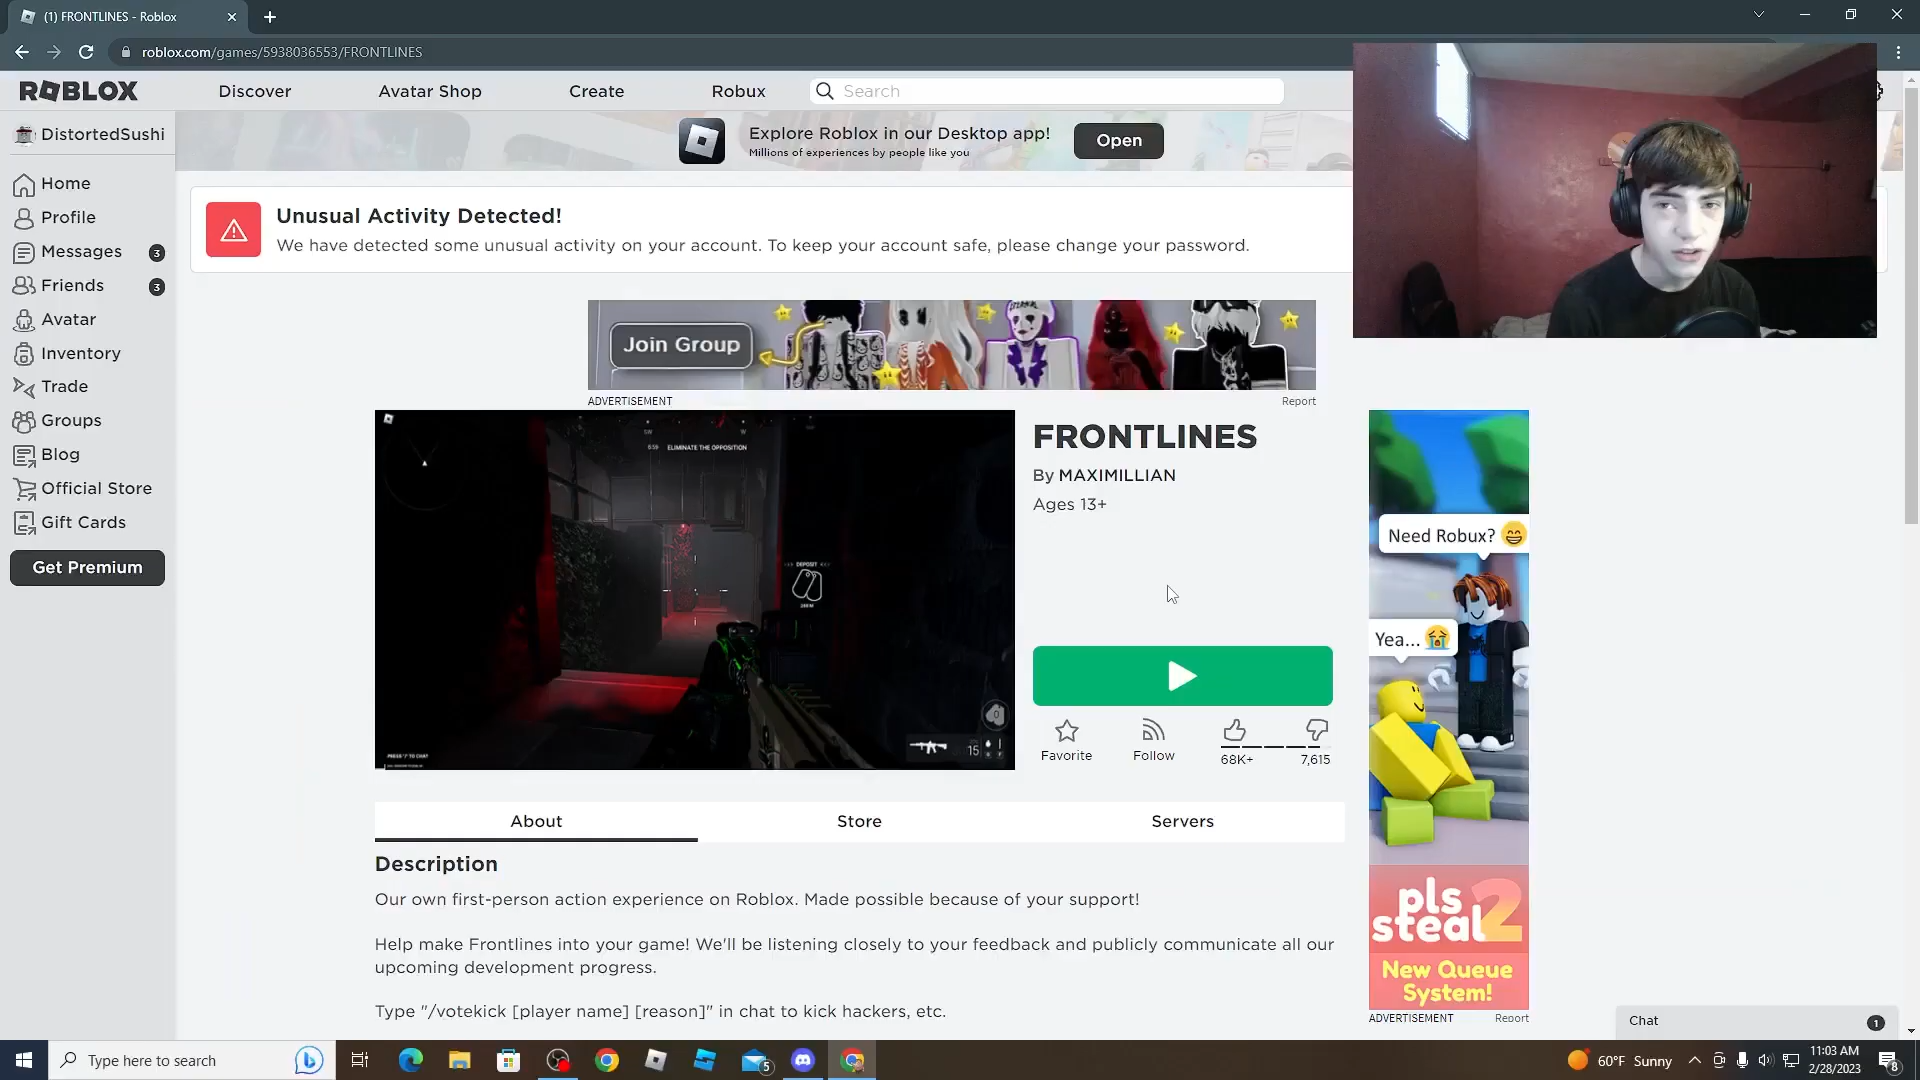 (1) FRONTLINES - Roblox
roblox.com/games/5938036553/FRONTLINES
ROBLOX
Discover
Avatar Shop
Create
Robux
Search
DistortedSushi
Explore Roblox in our Desktop app!
Millions of experiences by people like you
Open
Home
Profile
Messages 3
Friends 3
Avatar
Inventory
Trade
Groups
Blog
Official Store
Gift Cards
Get Premium
Unusual Activity Detected!
We have detected some unusual activity on your account. To keep your account safe, please change your password.
Join Group
ADVERTISEMENT
Report
ELIMINATE THE OPPOSITION
DEPOSIT
15
FRONTLINES
By MAXIMILLIAN
Ages 13+
Favorite
Follow
68K+
7,615
Need Robux?
Yea...
pls
steal 2
New Queue
System!
ADVERTISEMENT
Report
About
Store
Servers
Description
Our own first-person action experience on Roblox. Made possible because of your support!
Help make Frontlines into your game! We'll be listening closely to your feedback and publicly communicate all our
upcoming development progress.
Type "/votekick [player name] [reason]" in chat to kick hackers, etc.
Chat
1
Type here to search
5
60°F Sunny
11:03 AM
2/28/2023
8